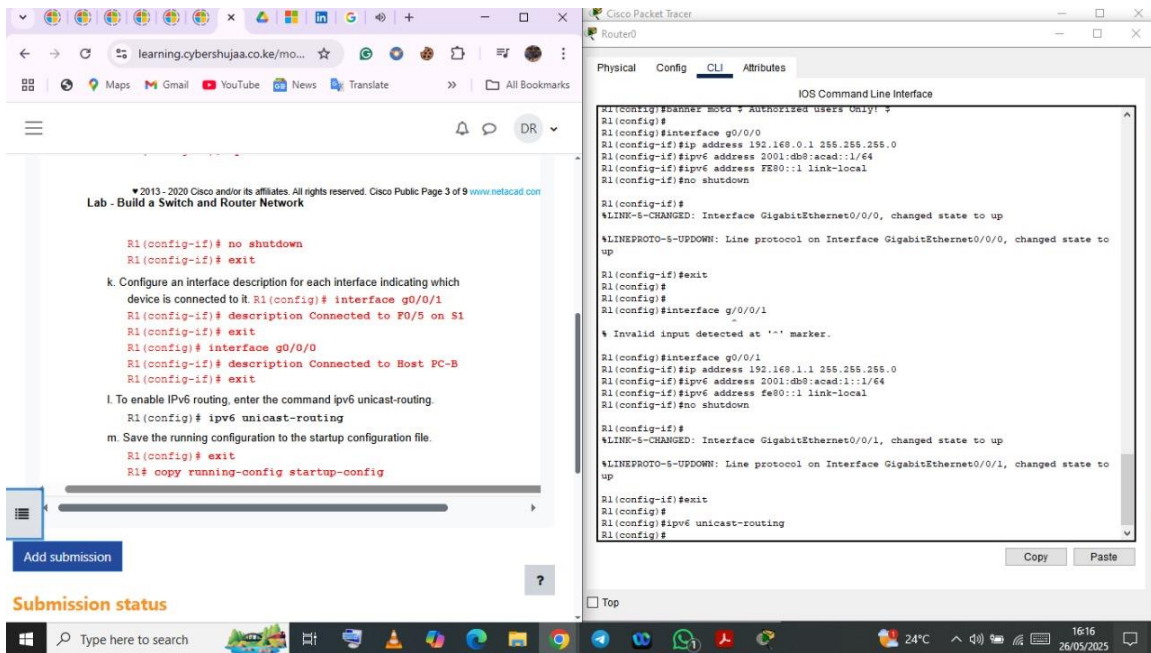 learning.cybershujaa.co.ke/mo...
Maps
Gmail
YouTube
News
Translate
»
All Bookmarks
DR
♥ 2013 - 2020 Cisco and/or its affiliates. All rights reserved. Cisco Public Page 3 of 9 www.netacad.com
Lab - Build a Switch and Router Network
R1(config-if)# no shutdown
R1(config-if)# exit
k. Configure an interface description for each interface indicating which
device is connected to it. R1(config)# interface g0/0/1
R1(config-if)# description Connected to F0/5 on S1
R1(config-if)# exit
R1(config)# interface g0/0/0
R1(config-if)# description Connected to Host PC-B
R1(config-if)# exit
l. To enable IPv6 routing, enter the command ipv6 unicast-routing.
R1(config)# ipv6 unicast-routing
m. Save the running configuration to the startup configuration file.
R1(config)# exit
R1# copy running-config startup-config
Add submission
?
Submission status
Cisco Packet Tracer
Router0
Physical
Config
CLI
Attributes
IOS Command Line Interface
R1(config)#banner motd $ Authorized users Only! $
R1(config)#
R1(config)#interface g0/0/0
R1(config-if)#ip address 192.168.0.1 255.255.255.0
R1(config-if)#ipv6 address 2001:db8:acad::1/64
R1(config-if)#ipv6 address FE80::1 link-local
R1(config-if)#no shutdown
R1(config-if)#
%LINK-5-CHANGED: Interface GigabitEthernet0/0/0, changed state to up
%LINEPROTO-5-UPDOWN: Line protocol on Interface GigabitEthernet0/0/0, changed state to
up
R1(config-if)#exit
R1(config)#
R1(config)#
R1(config)#interface g/0/0/1
^
% Invalid input detected at '^' marker.
R1(config)#interface g0/0/1
R1(config-if)#ip address 192.168.1.1 255.255.255.0
R1(config-if)#ipv6 address 2001:db8:acad:1::1/64
R1(config-if)#ipv6 address fe80::1 link-local
R1(config-if)#no shutdown
R1(config-if)#
%LINK-5-CHANGED: Interface GigabitEthernet0/0/1, changed state to up
%LINEPROTO-5-UPDOWN: Line protocol on Interface GigabitEthernet0/0/1, changed state to
up
R1(config-if)#exit
R1(config)#
R1(config)#ipv6 unicast-routing
R1(config)#
Copy
Paste
Top
Type here to search
24°C
16:16
26/05/2025